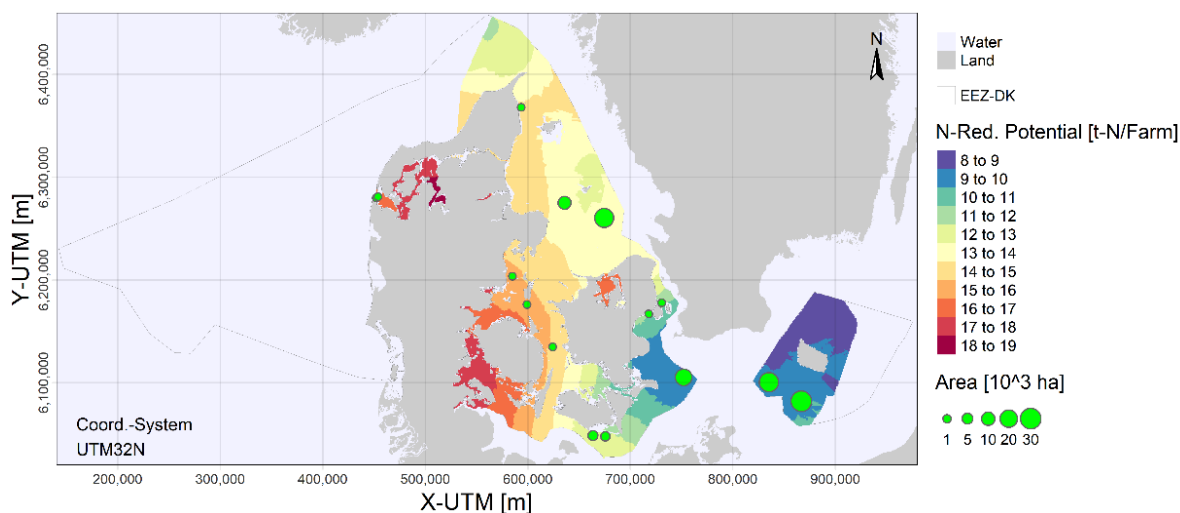 Y-UTM [m]
6,400,000
6,300,000
6,200,000
6,100,000
N
Coord.-System
UTM32N
200,000
300,000
400,000
500,000
600,000
700,000
800,000
900,000
X-UTM [m]
Water
Land
EEZ-DK
N-Red. Potential [t-N/Farm]
8 to 9
9 to 10
10 to 11
11 to 12
12 to 13
13 to 14
14 to 15
15 to 16
16 to 17
17 to 18
18 to 19
Area [10^3 ha]
1 5 10 20 30